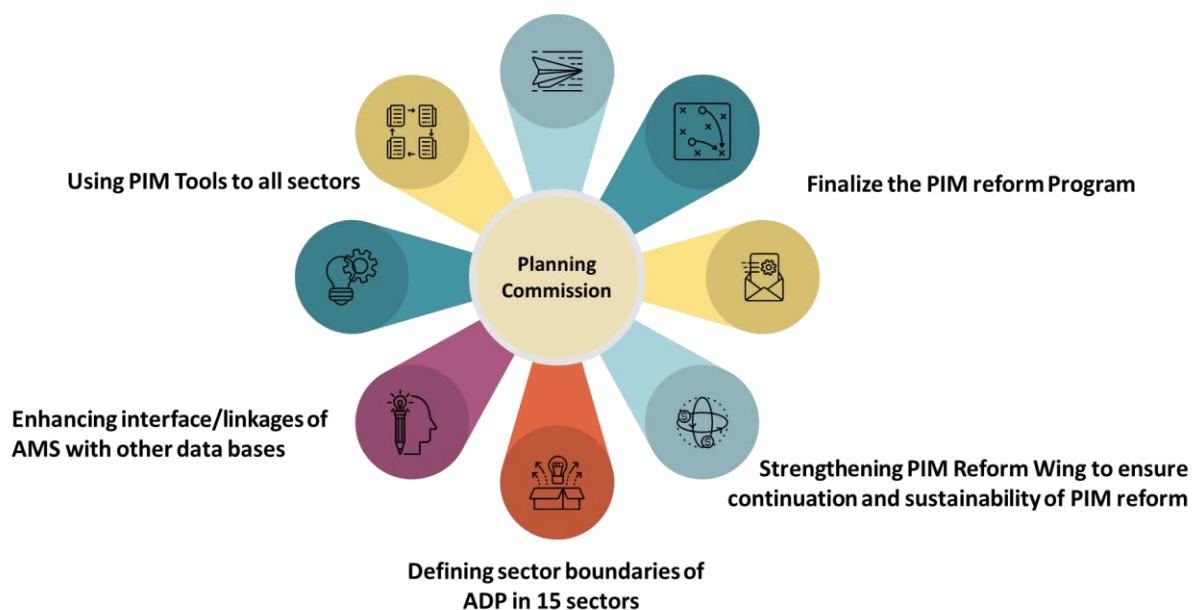 Using PIM Tools to all sectors
Finalize the PIM reform Program
Planning
Commission
Enhancing interface/linkages of
AMS with other data bases
Strengthening PIM Reform Wing to ensure
continuation and sustainability of PIM reform
Defining sector boundaries of
ADP in 15 sectors